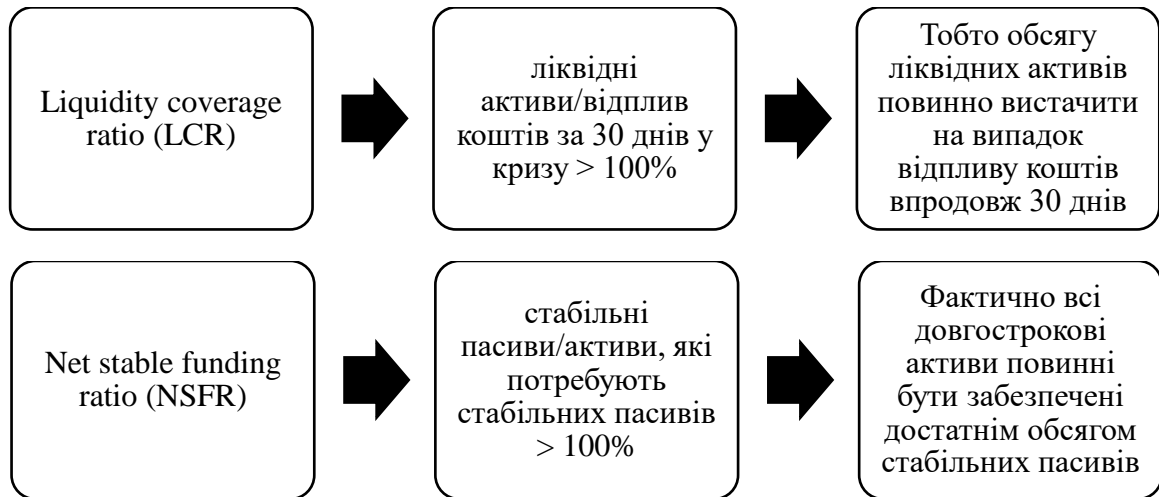 Liquidity coverage
ratio (LCR)
ліквідні
активи/відплив
коштів за 30 днів у
кризу > 100%
Тобто обсягу
ліквідних активів
повинно вистачити
на випадок
відпливу коштів
впродовж 30 днів
Net stable funding
ratio (NSFR)
стабільні
пасиви/активи, які
потребують
стабільних пасивів
> 100%
Фактично всі
довгострокові
активи повинні
бути забезпечені
достатнім обсягом
стабільних пасивів